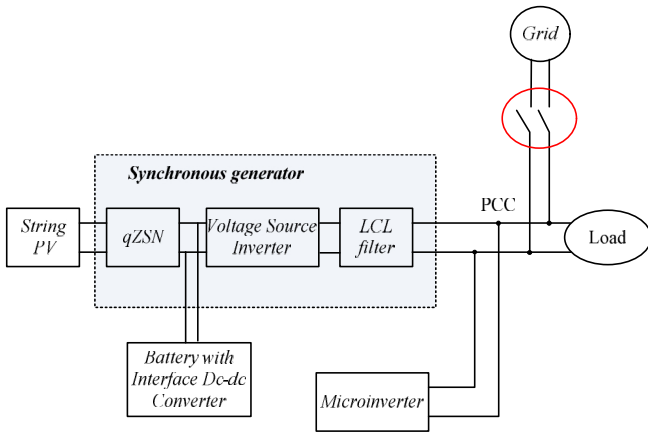 Grid
Synchronous generator
PCC
String
PV
qZSN
Voltage Source
Inverter
LCL
filter
Load
Battery with
Interface Dc-dc
Converter
Microinverter